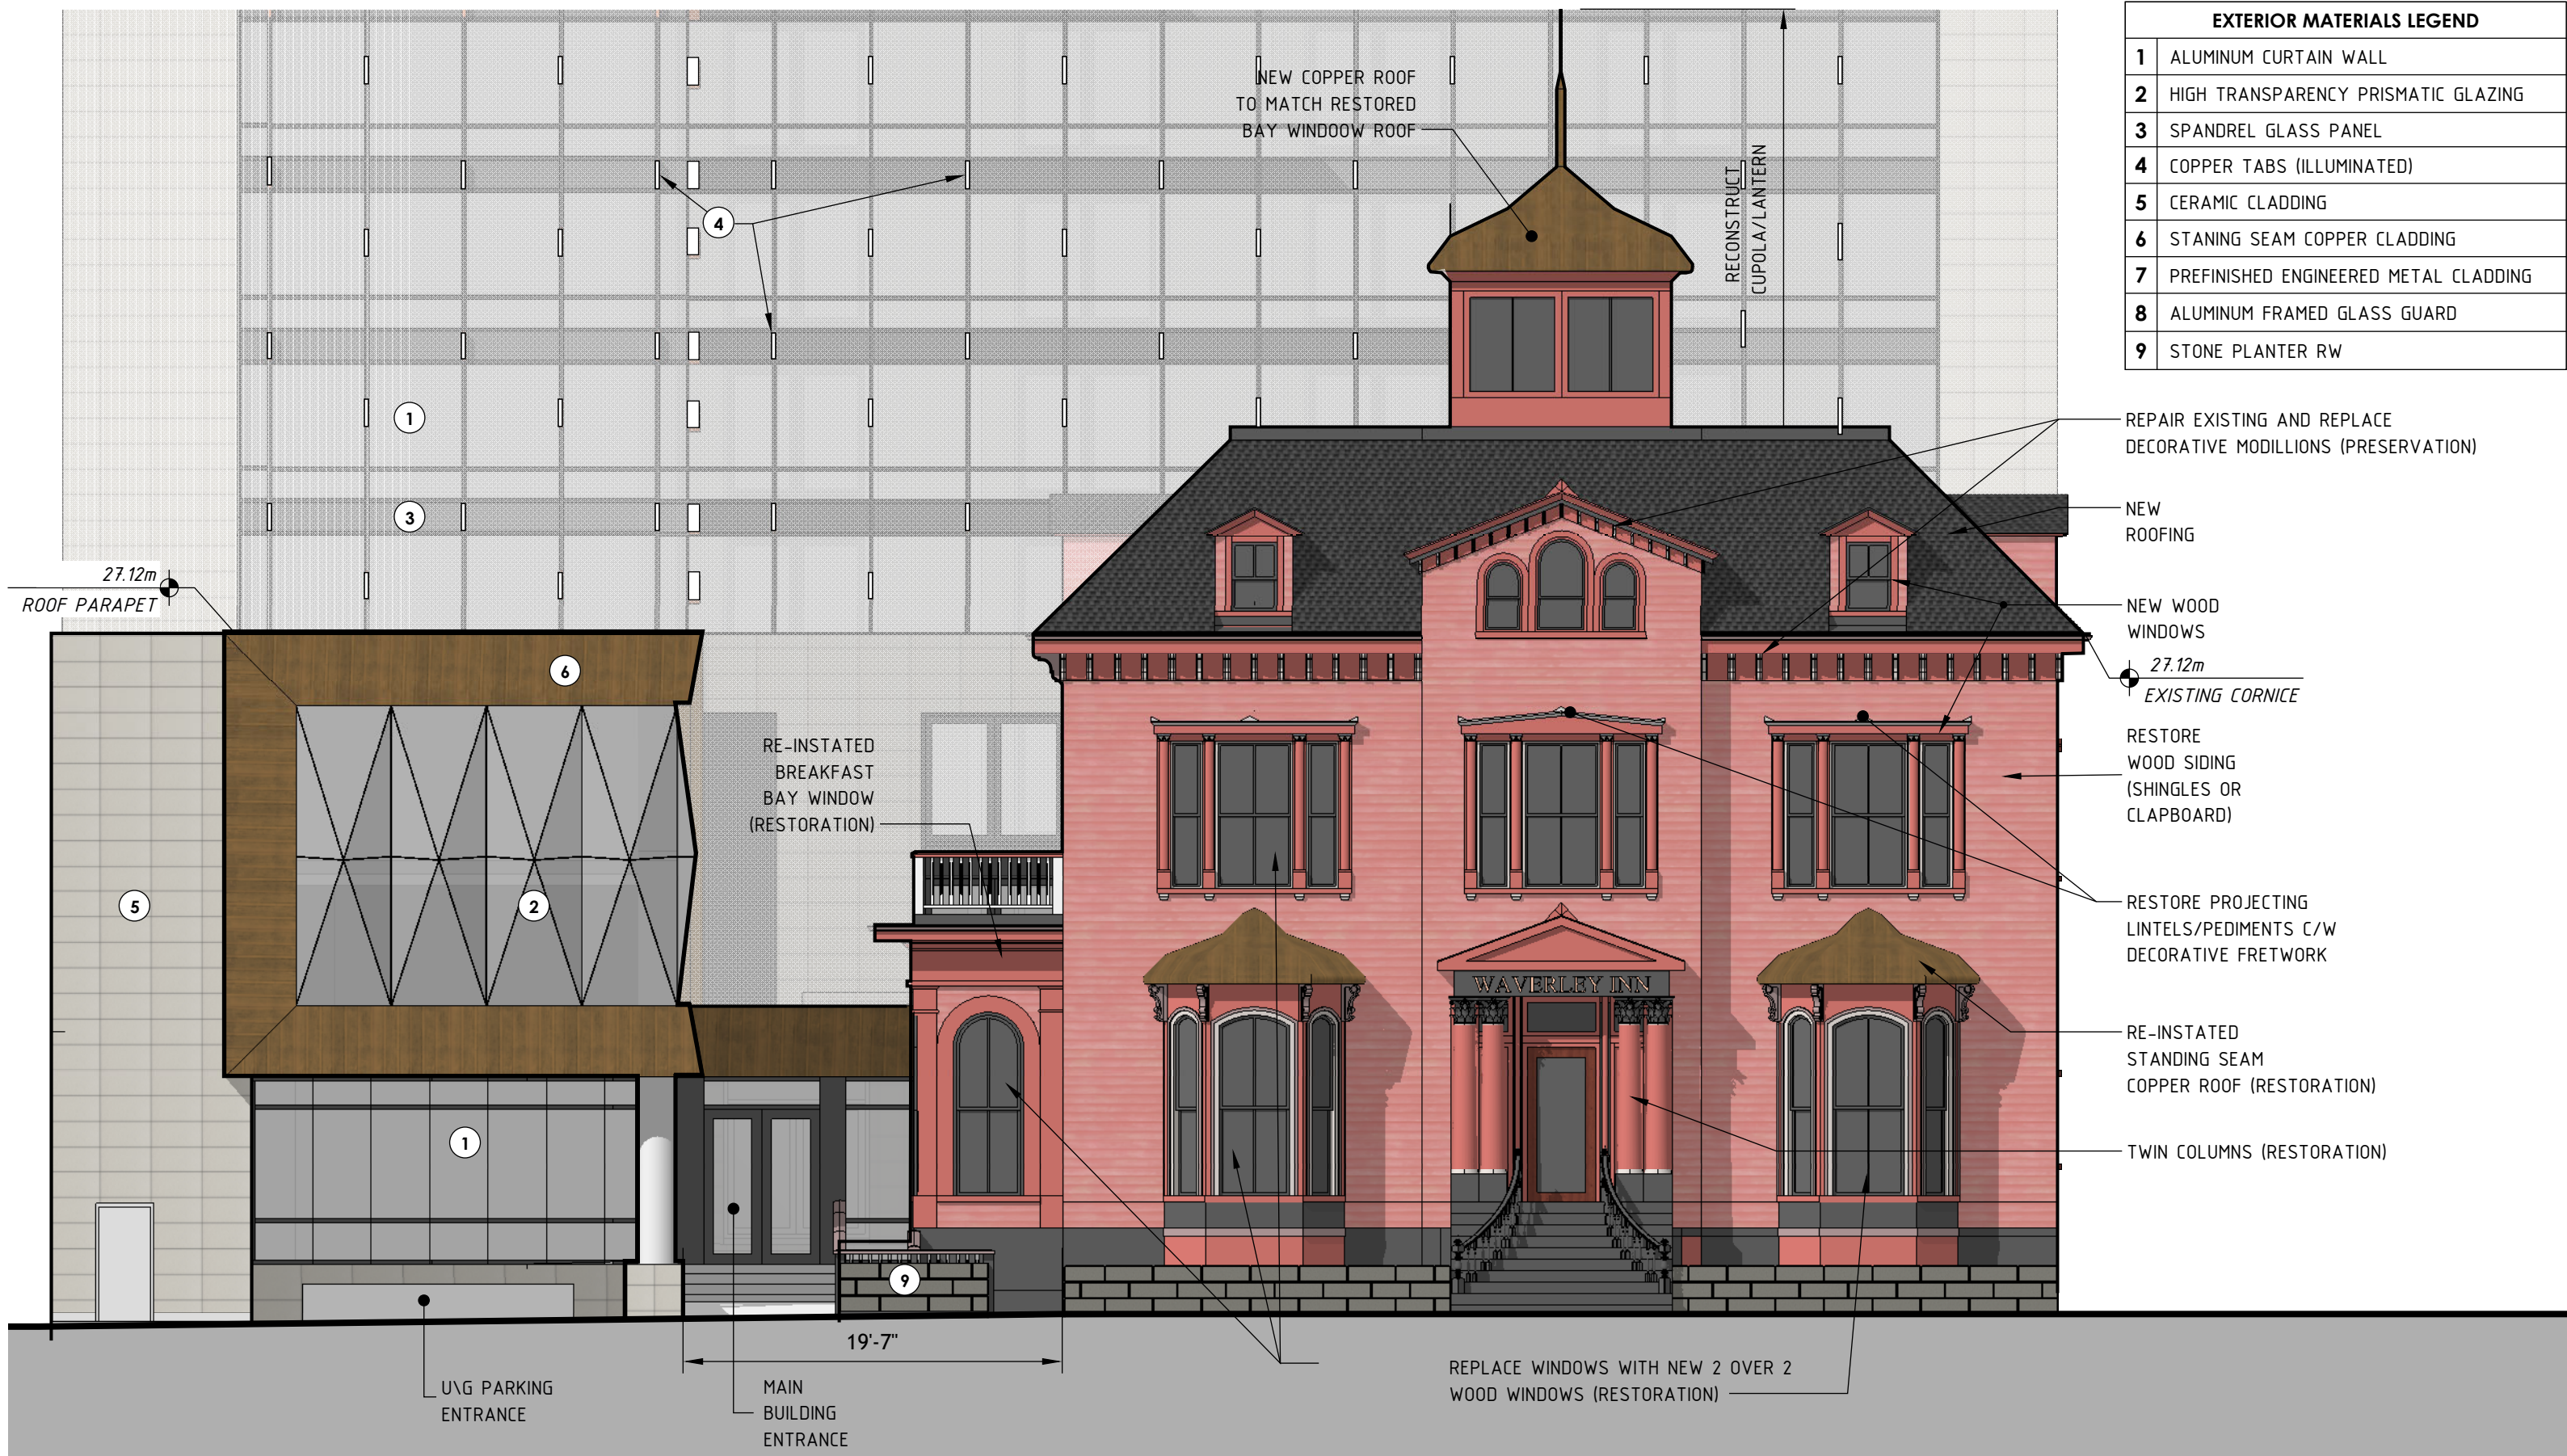 EXTERIOR MATERIALS LEGEND
1 ALUMINUM CURTAIN WALL
2 HIGH TRANSPARENCY PRISMATIC GLAZING
3 SPANDREL GLASS PANEL
4 COPPER TABS (ILLUMINATED)
5 CERAMIC CLADDING
6 STANING SEAM COPPER CLADDING
7 PREFINISHED ENGINEERED METAL CLADDING
8 ALUMINUM FRAMED GLASS GUARD
9 STONE PLANTER RW
NEW COPPER ROOF
TO MATCH RESTORED
BAY WINDOOW ROOF
RECONSTRUCT
CUPOLA/LANTERN
4
1
3
REPAIR EXISTING AND REPLACE
DECORATIVE MODILLIONS (PRESERVATION)
NEW
ROOFING
27.12m
ROOF PARAPET
NEW WOOD
WINDOWS
6
27.12m
EXISTING CORNICE
RE-INSTATED
BREAKFAST
BAY WINDOW
(RESTORATION)
RESTORE
WOOD SIDING
(SHINGLES OR
CLAPBOARD)
5
2
RESTORE PROJECTING
LINTELS/PEDIMENTS C/W
DECORATIVE FRETWORK
WAVERLEY INN
RE-INSTATED
STANDING SEAM
COPPER ROOF (RESTORATION)
1
TWIN COLUMNS (RESTORATION)
9
19'-7"
U\G PARKING
ENTRANCE
MAIN
BUILDING
ENTRANCE
REPLACE WINDOWS WITH NEW 2 OVER 2
WOOD WINDOWS (RESTORATION)